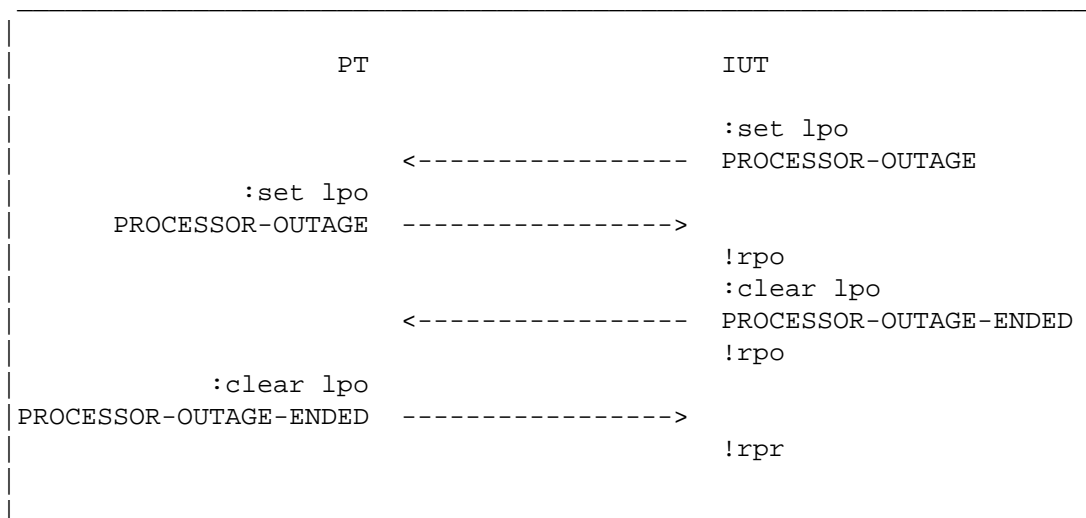 PT IUT
:set lpo
<----------------- PROCESSOR-OUTAGE
:set lpo
PROCESSOR-OUTAGE ----------------->
!rpo
:clear lpo
<----------------- PROCESSOR-OUTAGE-ENDED
!rpo
:clear lpo
PROCESSOR-OUTAGE-ENDED ----------------->
!rpr